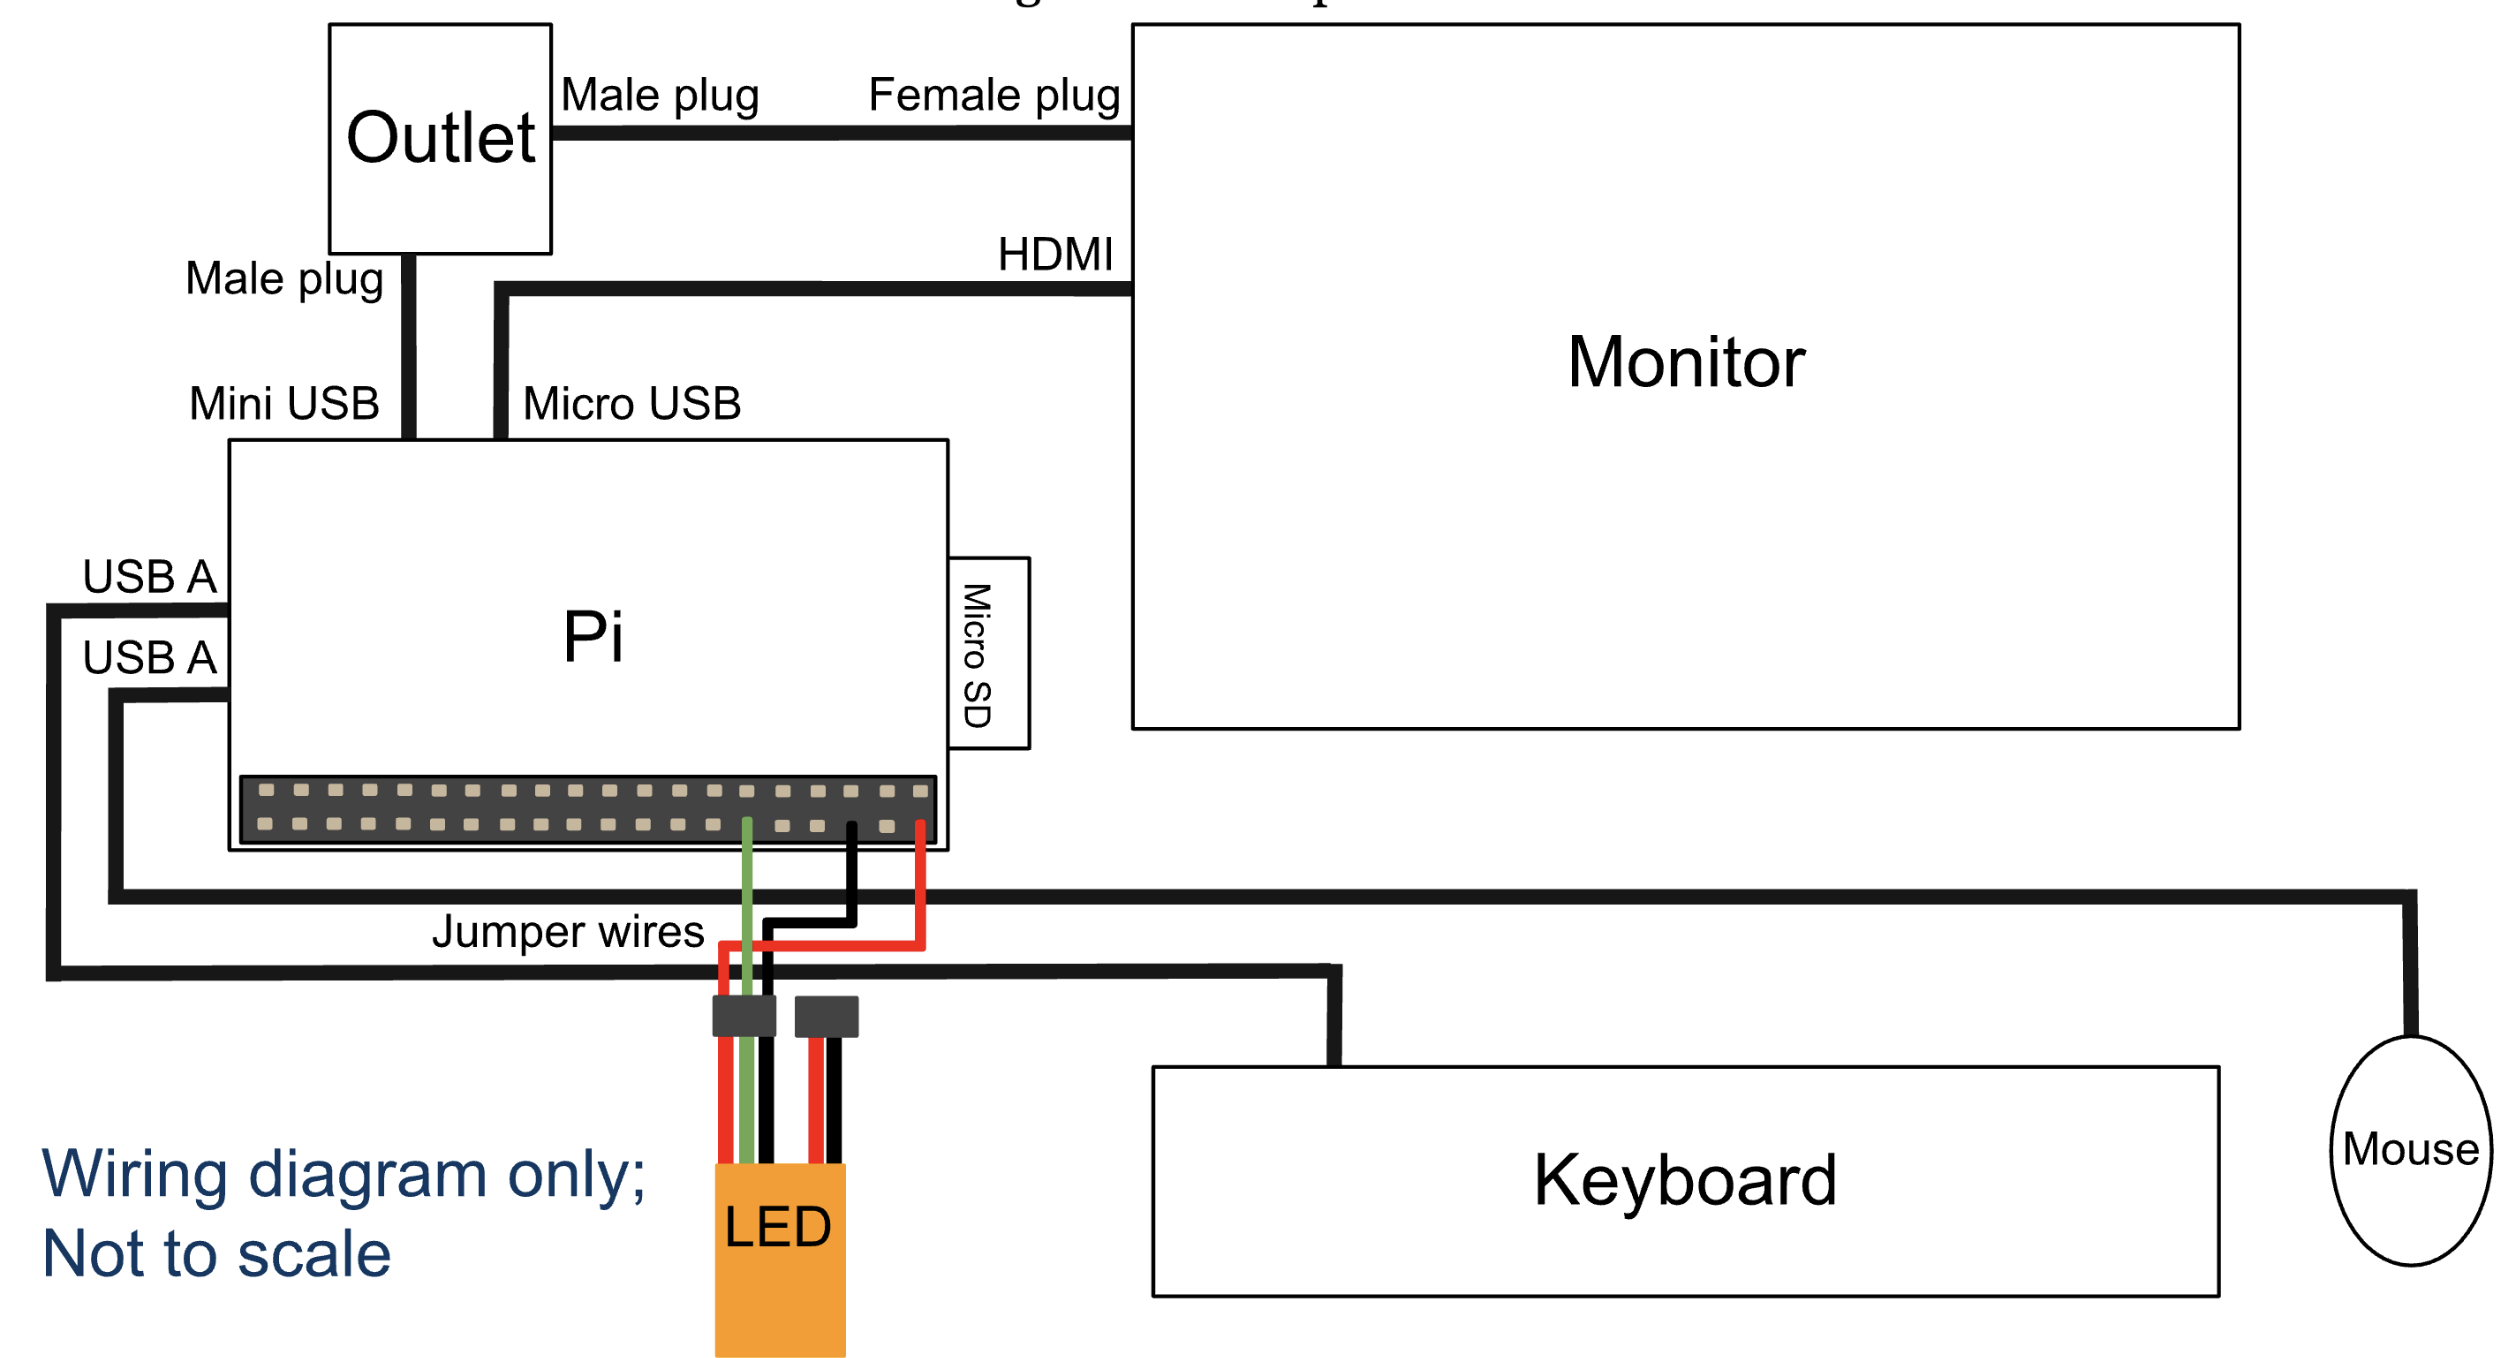 Outlet
Male plug
Female plug
HDMI
Male plug
Monitor
Mini USB
Micro USB
USB A
USB A
Pi
Micro SD
Jumper wires
Wiring diagram only;
Not to scale
LED
Keyboard
Mouse